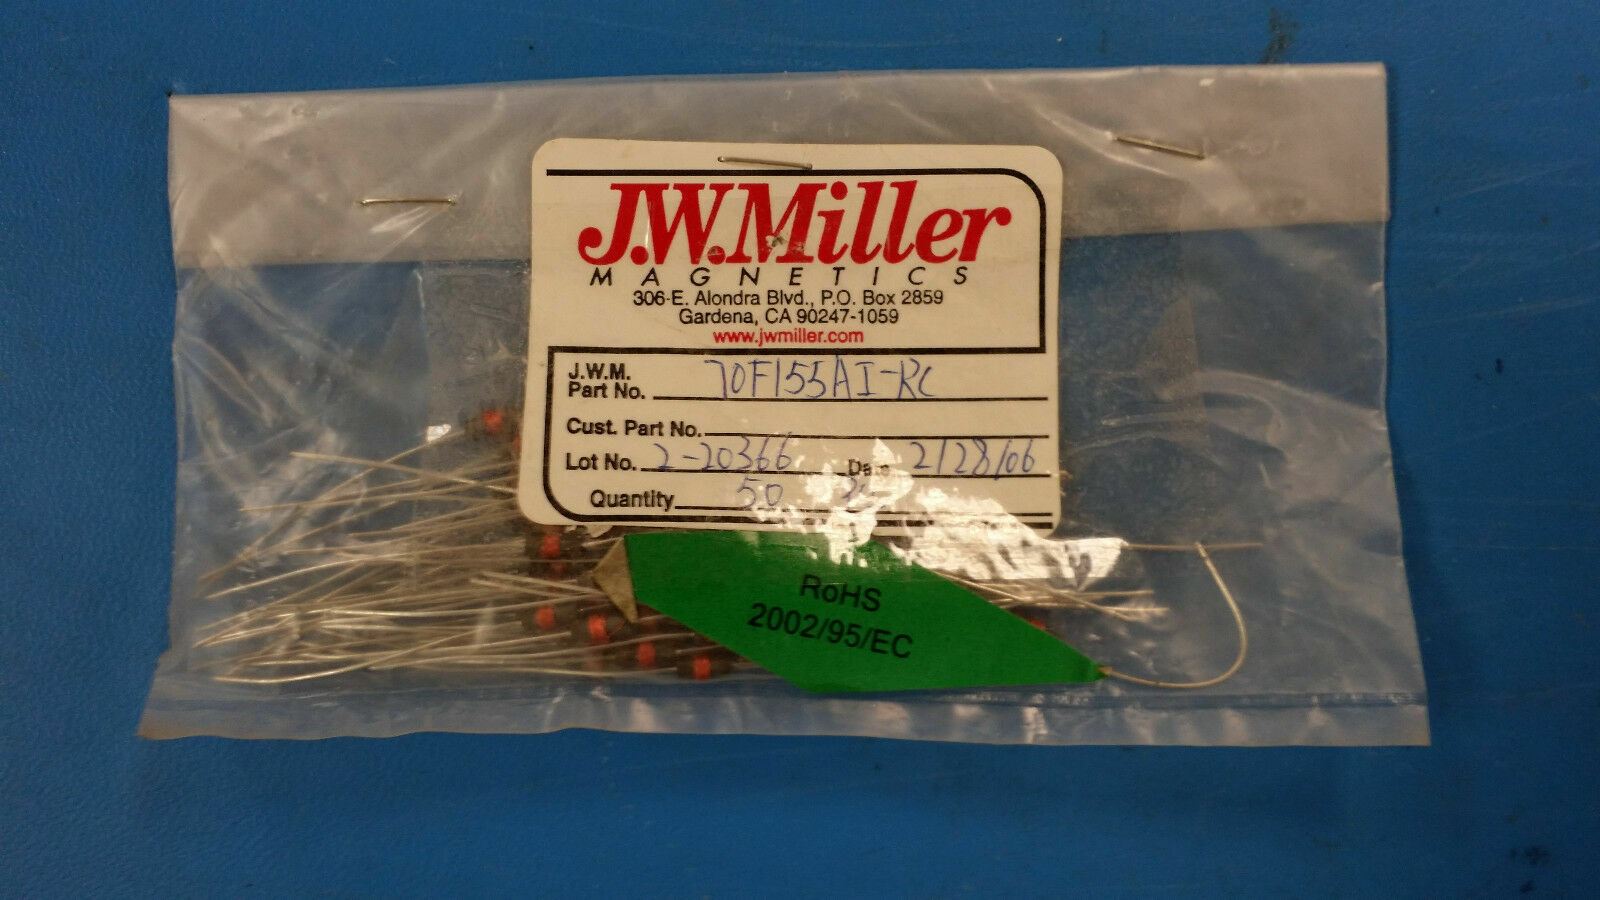 J.W.Miller
MAGNETICS
306-E. Alondra Blvd., P.O. Box 2859
Gardena, CA 90247-1059
www.jwmiller.com
J.W.M.
Part No. 70F155AI-RC
Cust. Part No.
Lot No. 2-20366 Date 2/28/06
Quantity 50
RoHS
2002/95/EC